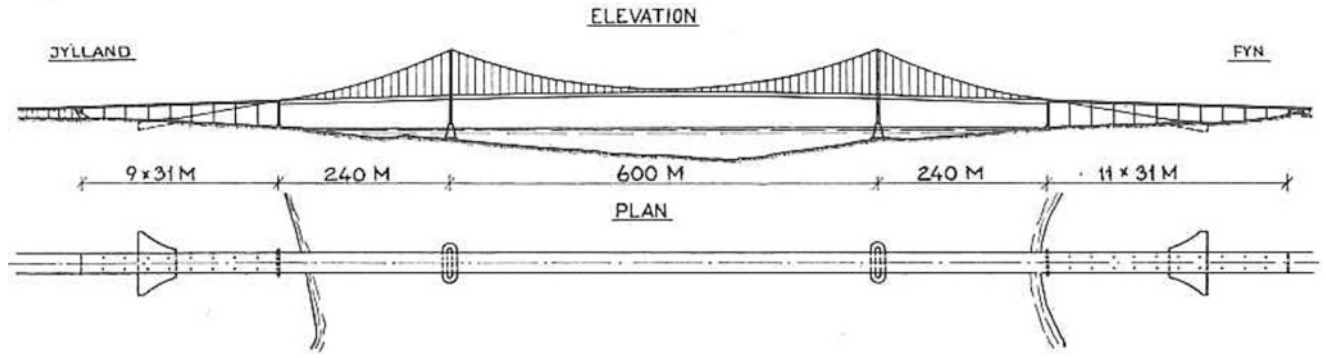 ELEVATION
JYLLAND
FYN
9 × 31 M
240 M
600 M
240 M
11 × 31 M
PLAN